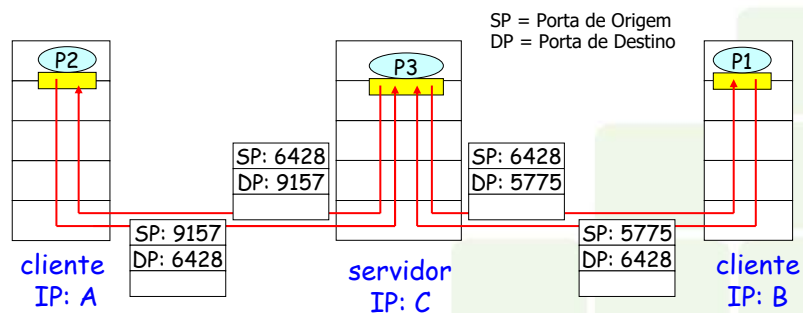 SP = Porta de Origem
DP = Porta de Destino
P2
P3
P1
SP: 6428
DP: 9157
SP: 6428
DP: 5775
SP: 9157
DP: 6428
SP: 5775
DP: 6428
cliente
IP: A
servidor
IP: C
cliente
IP: B